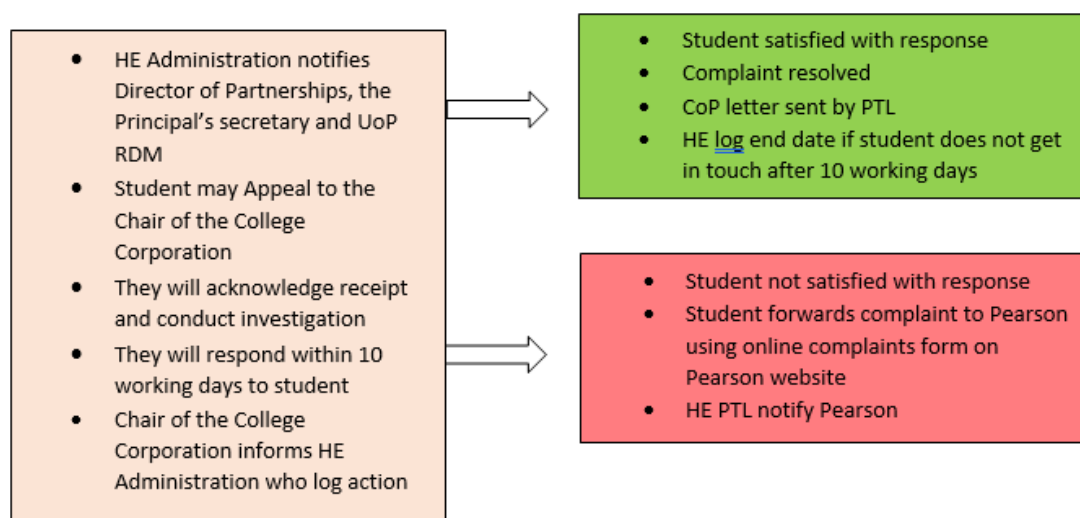 • HE Administration notifies
Director of Partnerships, the
Principal's secretary and UoP
RDM
• Student may Appeal to the
Chair of the College
Corporation
• They will acknowledge receipt
and conduct investigation
• They will respond within 10
working days to student
• Chair of the College
Corporation informs HE
Administration who log action
• Student satisfied with response
• Complaint resolved
• CoP letter sent by PTL
• HE log end date if student does not get
in touch after 10 working days
• Student not satisfied with response
• Student forwards complaint to Pearson
using online complaints form on
Pearson website
• HE PTL notify Pearson